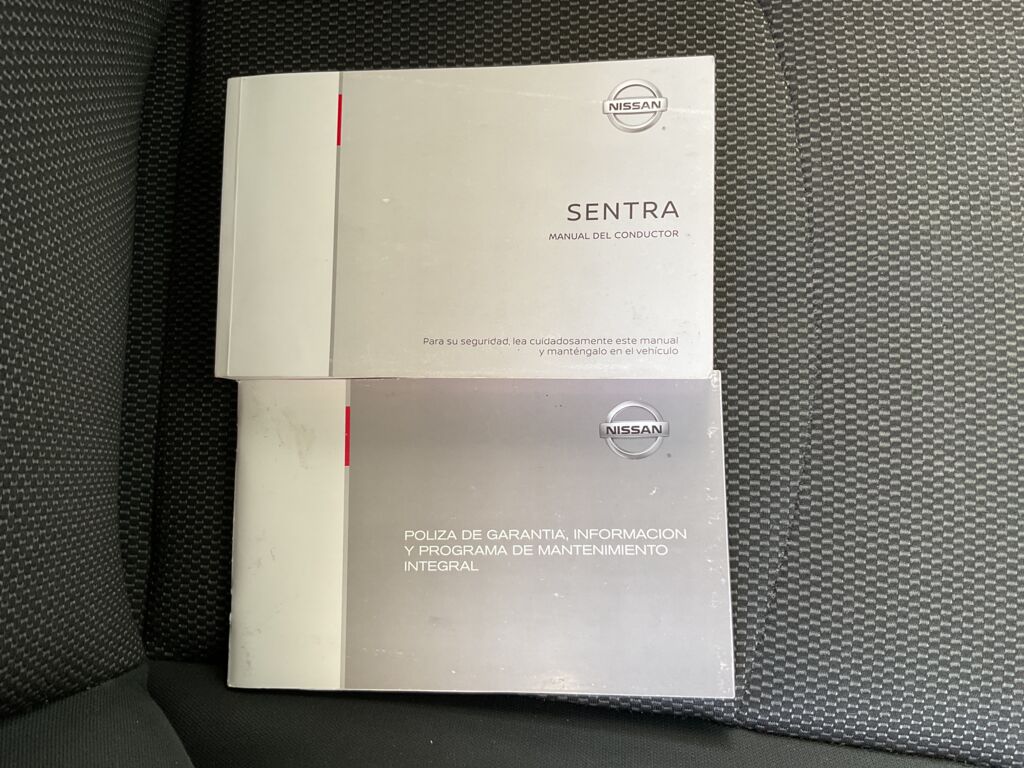 NISSAN
SENTRA
MANUAL DEL CONDUCTOR
Para su seguridad, lea cuidadosamente este manual
y manténgalo en el vehículo
NISSAN
POLIZA DE GARANTIA, INFORMACION
Y PROGRAMA DE MANTENIMIENTO
INTEGRAL